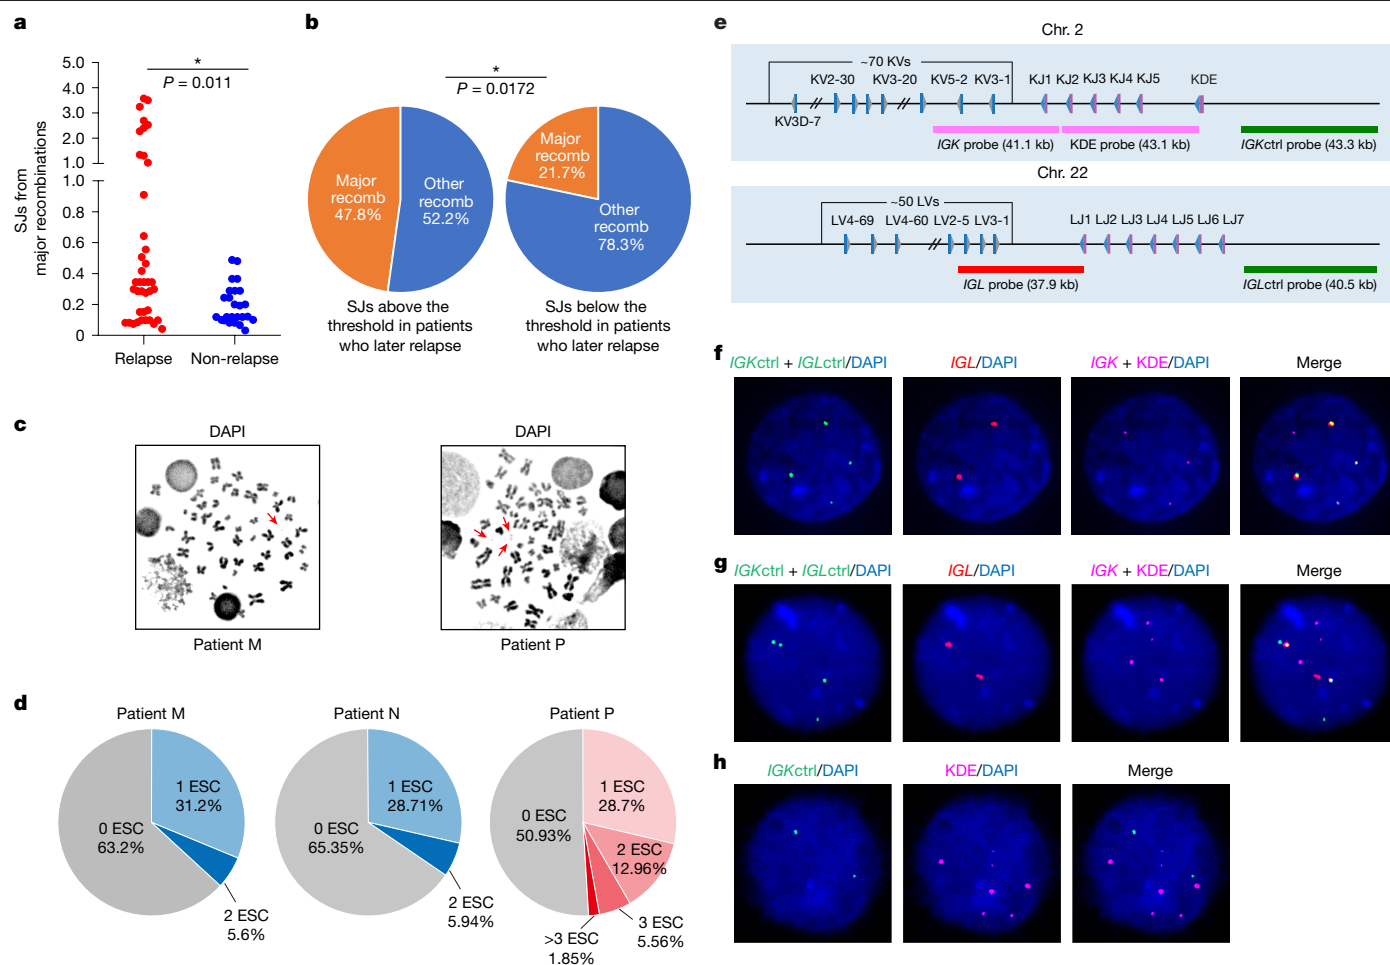 a
5.0
4.0
3.0
2.0
1.0
1.0
0.8
0.6
0.4
0.2
0
SJs from
major recombinations
*
P = 0.011
Relapse
Non-relapse
b
*
P = 0.0172
Major
recomb
47.8%
Other
recomb
52.2%
SJs above the
threshold in patients
who later relapse
Major
recomb
21.7%
Other
recomb
78.3%
SJs below the
threshold in patients
who later relapse
c
DAPI
Patient M
DAPI
Patient P
d
Patient M
1 ESC
31.2%
0 ESC
63.2%
2 ESC
5.6%
Patient N
1 ESC
28.71%
0 ESC
65.35%
2 ESC
5.94%
Patient P
1 ESC
28.7%
0 ESC
50.93%
2 ESC
12.96%
3 ESC
5.56%
>3 ESC
1.85%
e
Chr. 2
~70 KVs
KV2-30 KV3-20 KV5-2 KV3-1 KJ1 KJ2 KJ3 KJ4 KJ5 KDE
KV3D-7
IGK probe (41.1 kb) KDE probe (43.1 kb) IGKctrl probe (43.3 kb)
Chr. 22
~50 LVs
LV4-69 LV4-60 LV2-5 LV3-1 LJ1 LJ2 LJ3 LJ4 LJ5 LJ6 LJ7
IGL probe (37.9 kb) IGLctrl probe (40.5 kb)
f
IGKctrl + IGLctrl/DAPI IGL/DAPI IGK + KDE/DAPI Merge
g
IGKctrl + IGLctrl/DAPI IGL/DAPI IGK + KDE/DAPI Merge
h
IGKctrl/DAPI KDE/DAPI Merge